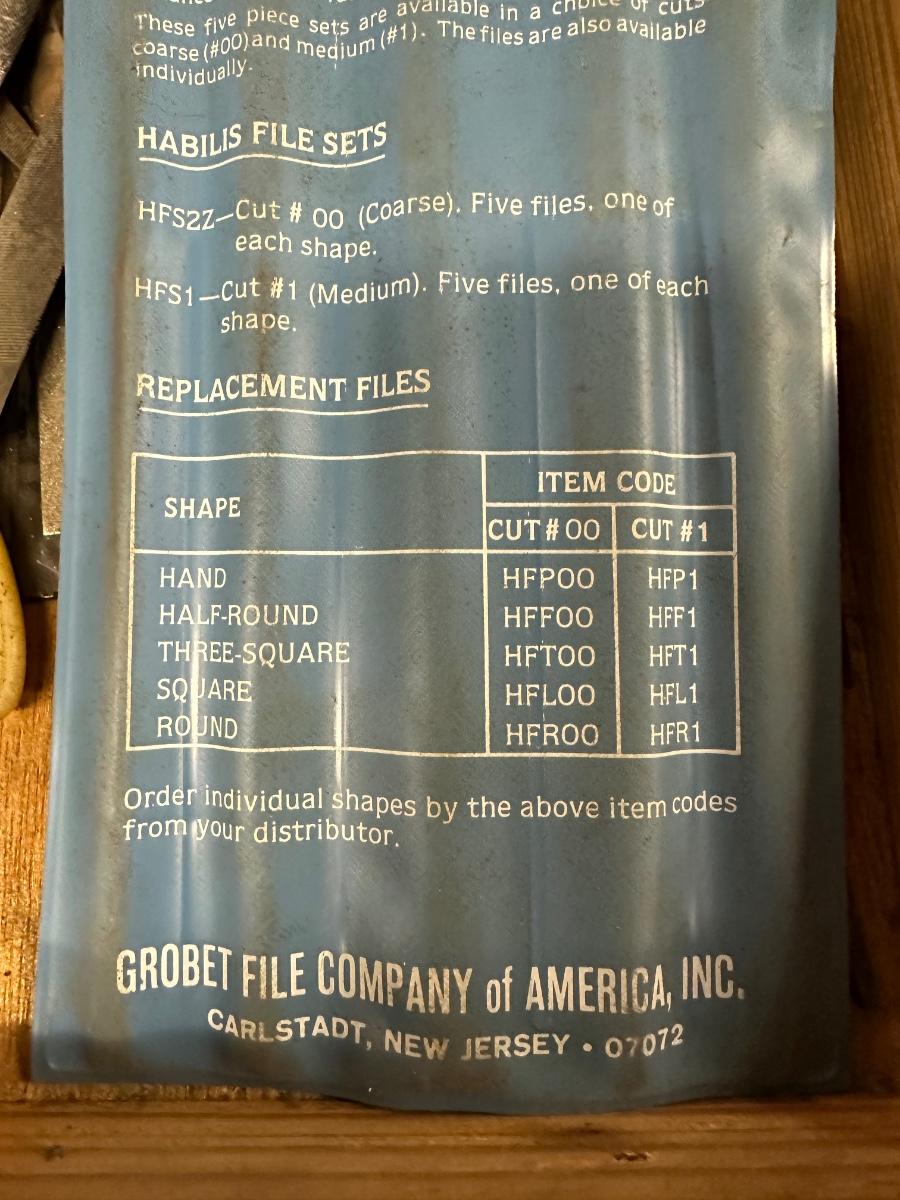 These five piece sets are available in a choice of cuts
coarse (#00) and medium (#1). The files are also available
individually.
HABILIS FILE SETS
HFS2Z—Cut # 00 (Coarse). Five files, one of
each shape.
HFS1—Cut #1 (Medium). Five files, one of each
shape.
REPLACEMENT FILES
SHAPE
ITEM CODE
CUT # 00 CUT #1
HAND HFP00 HFP1
HALF-ROUND HFF00 HFF1
THREE-SQUARE HFT00 HFT1
SQUARE HFL00 HFL1
ROUND HFR00 HFR1
Order individual shapes by the above item codes
from your distributor.
GROBET FILE COMPANY of AMERICA, INC.
CARLSTADT, NEW JERSEY • 07072